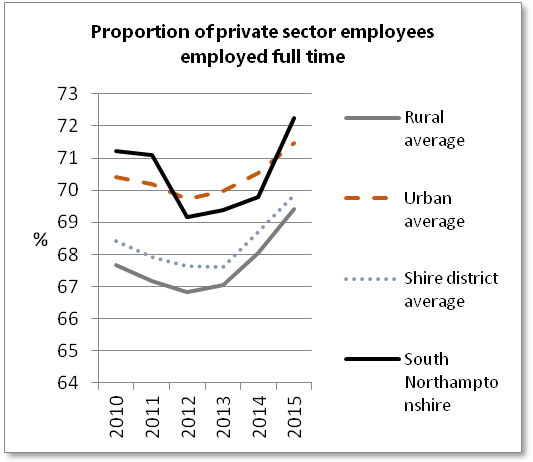 Proportion of private sector employees
employed full time
73
72
71
70
69
68
67
66
65
64
%
2010
2011
2012
2013
2014
2015
Rural
average
Urban
average
Shire district
average
South
Northampto
nshire